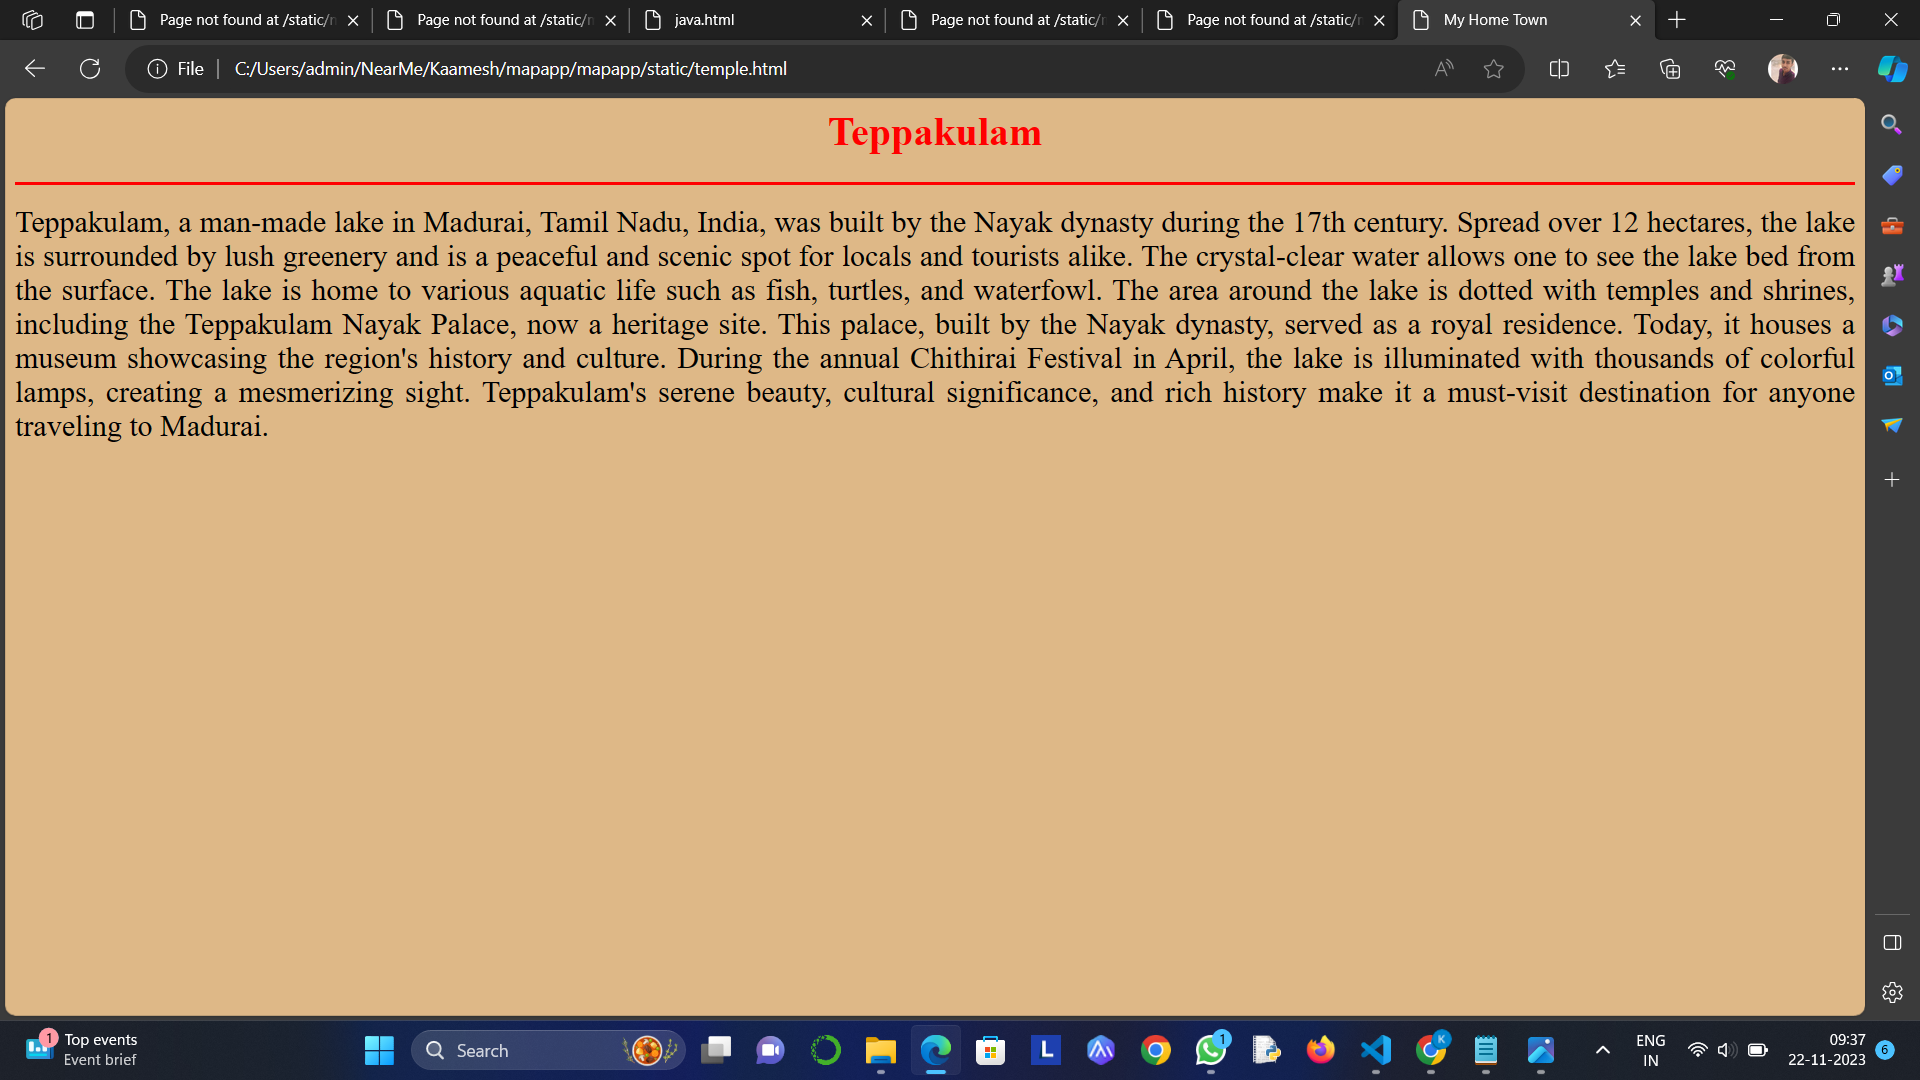 Page not found at /static/
Page not found at /static/
java.html
Page not found at /static/
Page not found at /static/
My Home Town
File
C:/Users/admin/NearMe/Kaamesh/mapapp/mapapp/static/temple.html
Teppakulam
Teppakulam, a man-made lake in Madurai, Tamil Nadu, India, was built by the Nayak dynasty during the 17th century. Spread over 12 hectares, the lake
is surrounded by lush greenery and is a peaceful and scenic spot for locals and tourists alike. The crystal-clear water allows one to see the lake bed from
the surface. The lake is home to various aquatic life such as fish, turtles, and waterfowl. The area around the lake is dotted with temples and shrines,
including the Teppakulam Nayak Palace, now a heritage site. This palace, built by the Nayak dynasty, served as a royal residence. Today, it houses a
museum showcasing the region's history and culture. During the annual Chithirai Festival in April, the lake is illuminated with thousands of colorful
lamps, creating a mesmerizing sight. Teppakulam's serene beauty, cultural significance, and rich history make it a must-visit destination for anyone
traveling to Madurai.
1
Top events
Event brief
Search
L
1
K
ENG
IN
09:37
22-11-2023
6